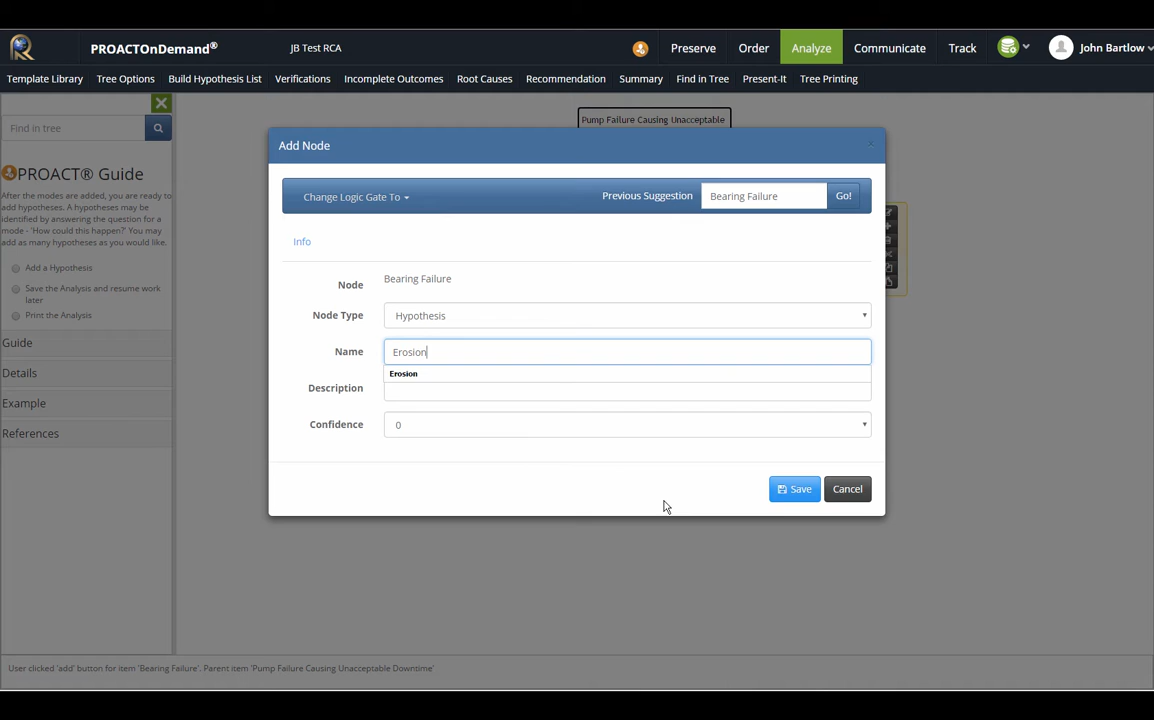 PROACTOnDemand®
JB Test RCA
Preserve
Order
Analyze
Communicate
Track
John Bartlow
Template Library
Tree Options
Build Hypothesis List
Verifications
Incomplete Outcomes
Root Causes
Recommendation
Summary
Find in Tree
Present-It
Tree Printing
Find in tree
PROACT® Guide
After the modes are added, you are ready
to add hypotheses. A hypotheses may be
identified by answering the question for a
mode - 'How could this happen?' You may
add as many hypotheses as you would like.
Add a Hypothesis
Save the Analysis and resume work
later
Print the Analysis
Guide
Details
Example
References
Pump Failure Causing Unacceptable
Add Node
×
Change Logic Gate To
Previous Suggestion
Bearing Failure
Go!
Info
Node
Bearing Failure
Node Type
Hypothesis
Name
Erosion
Erosion
Description
Confidence
0
Save
Cancel
User clicked 'add' button for item 'Bearing Failure'. Parent item 'Pump Failure Causing Unacceptable Downtime'